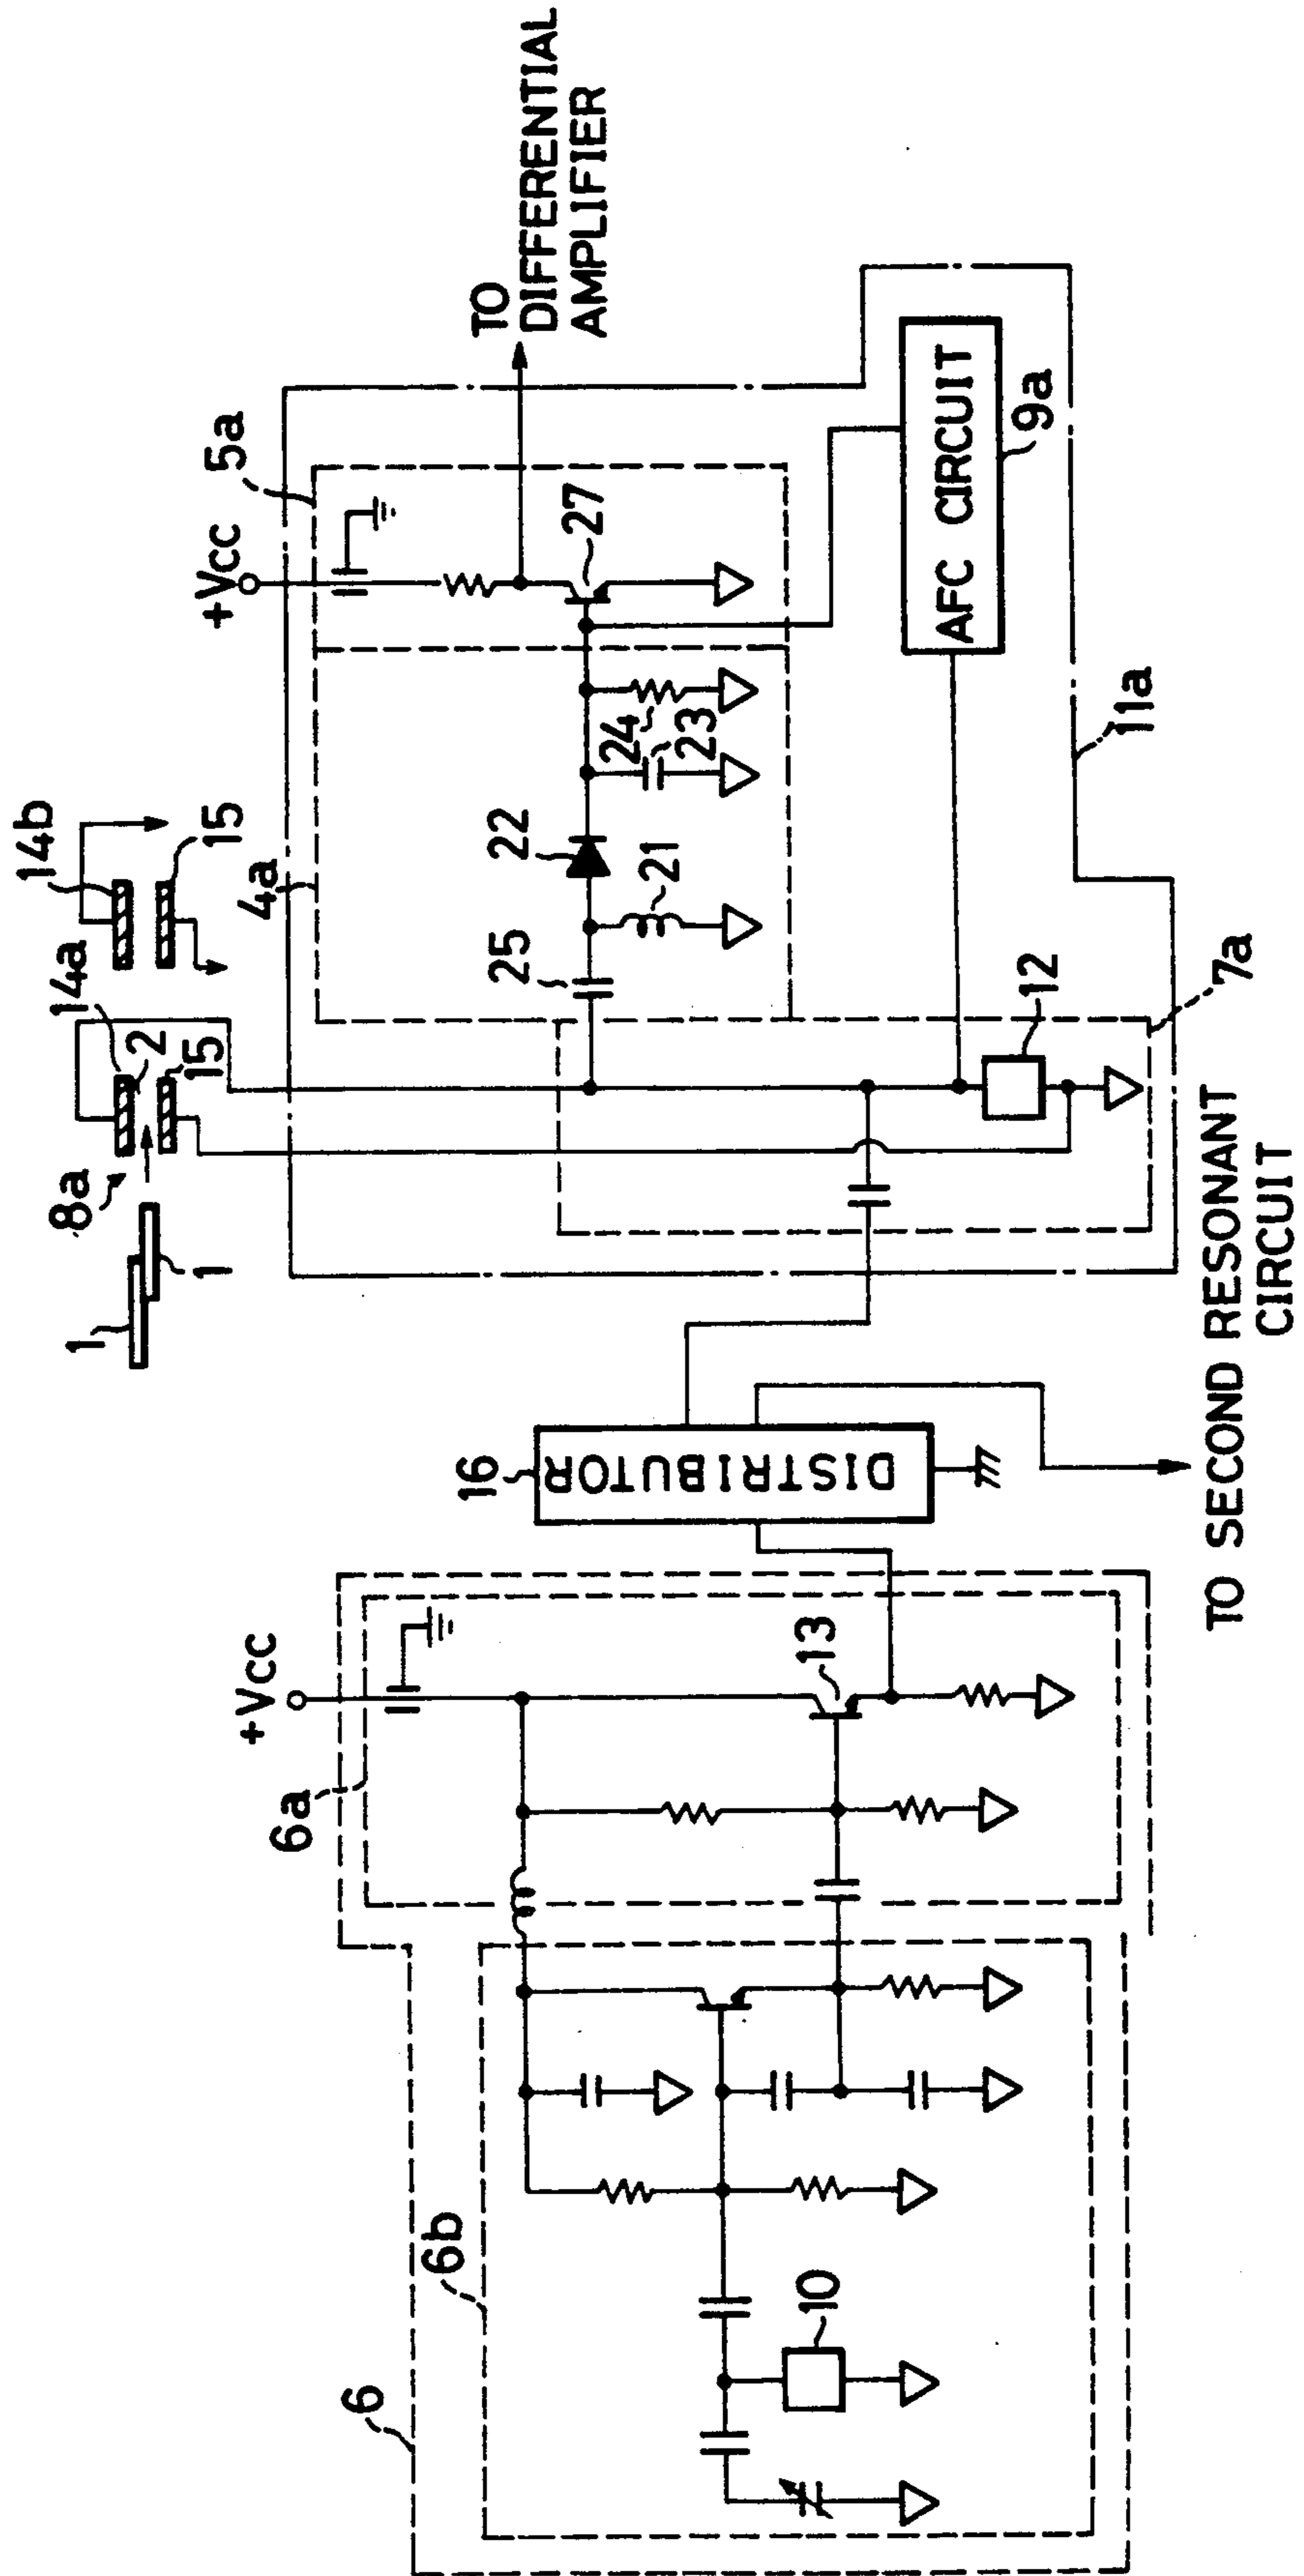 6
6b
10
6a
+Vcc
13
16
DISTRIBUTOR
TO SECOND RESONANT
CIRCUIT
1
1
8a
14a
2
15
14b
15
4a
25
22
21
24
23
5a
+Vcc
27
TO
DIFFERENTIAL
AMPLIFIER
AFC CIRCUIT
9a
11a
12
7a